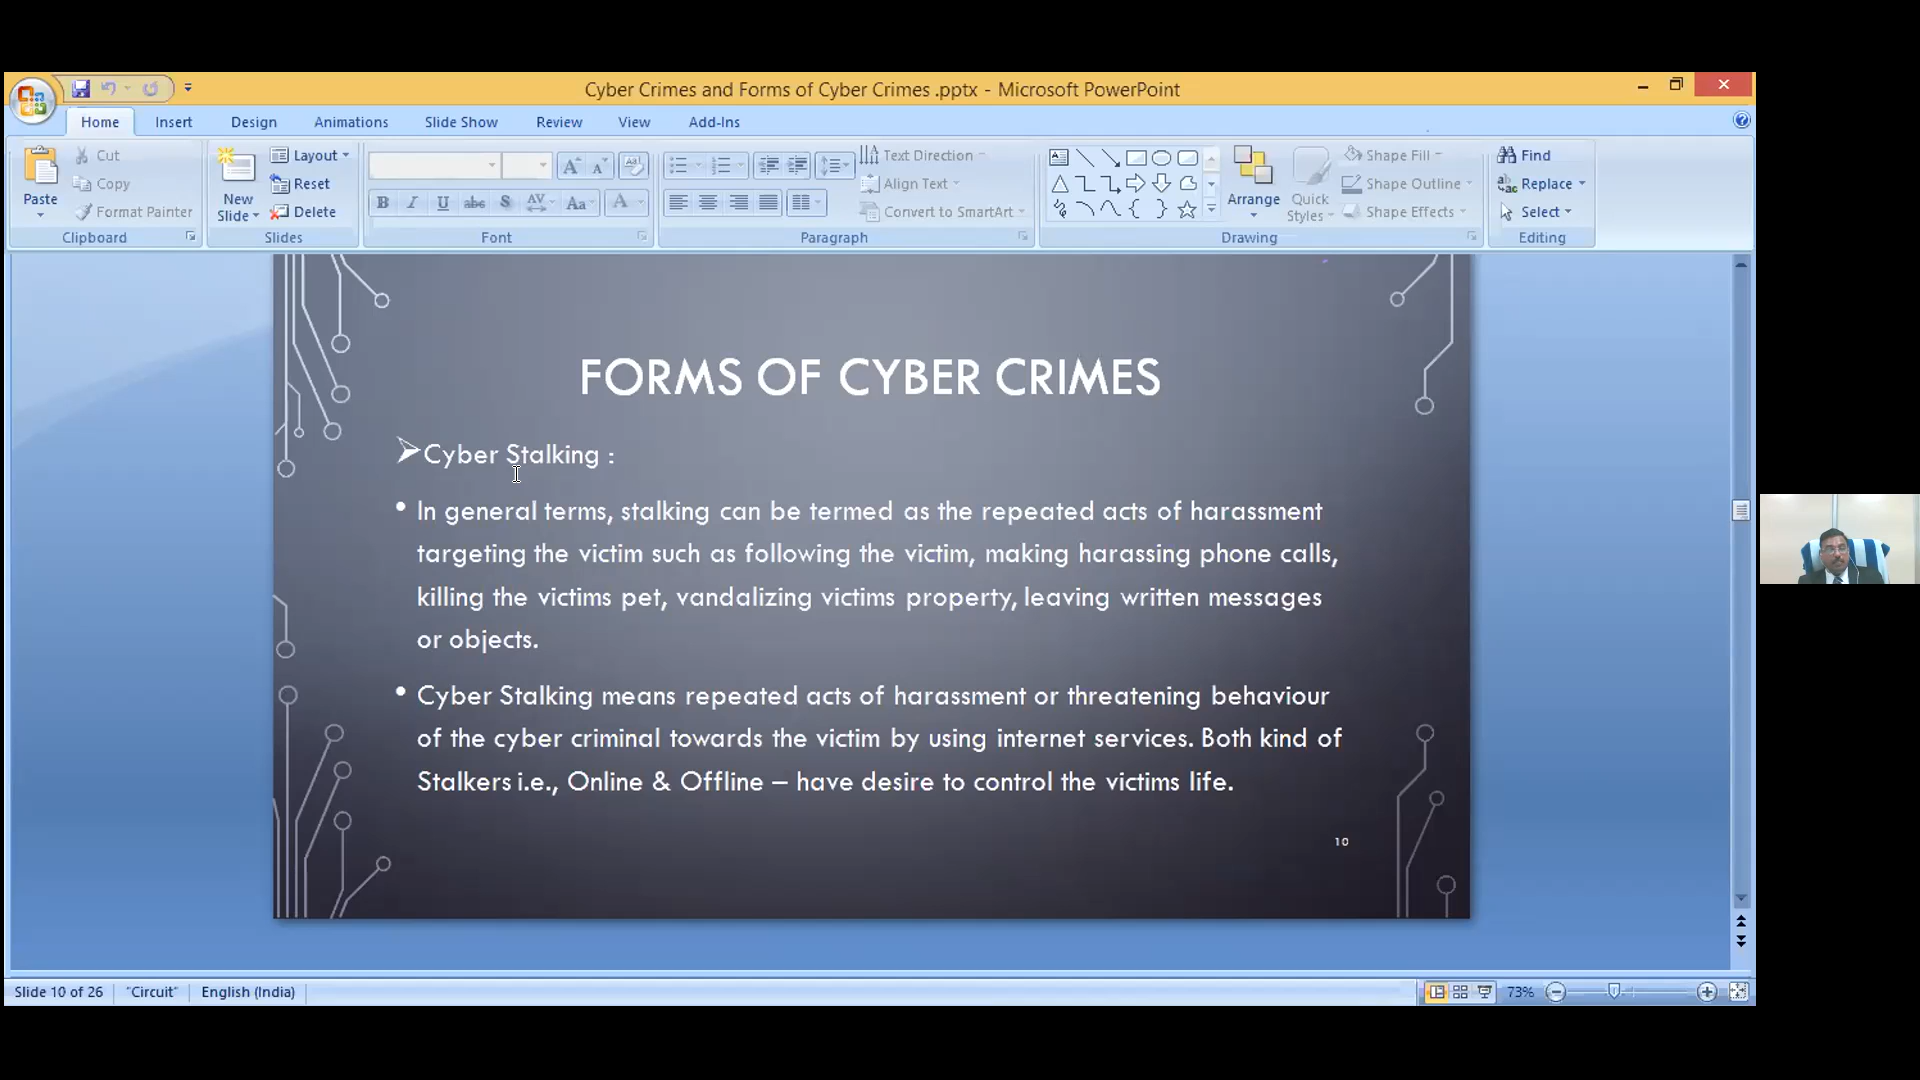 Cyber Crimes and Forms of Cyber Crimes .pptx - Microsoft PowerPoint
Home Insert Design Animations Slide Show Review View Add-Ins
Paste
Cut
Copy
Format Painter
Clipboard
New
Slide
Layout
Reset
Delete
Slides
B I U abc S AV Aa A
Font
Text Direction
Align Text
Convert to SmartArt
Paragraph
Arrange
Quick
Styles
Shape Fill
Shape Outline
Shape Effects
Drawing
Find
Replace
Select
Editing
FORMS OF CYBER CRIMES
Cyber Stalking :
• In general terms, stalking can be termed as the repeated acts of harassment
targeting the victim such as following the victim, making harassing phone calls,
killing the victims pet, vandalizing victims property, leaving written messages
or objects.
• Cyber Stalking means repeated acts of harassment or threatening behaviour
of the cyber criminal towards the victim by using internet services. Both kind of
Stalkers i.e., Online & Offline – have desire to control the victims life.
10
Slide 10 of 26 "Circuit" English (India) 73%